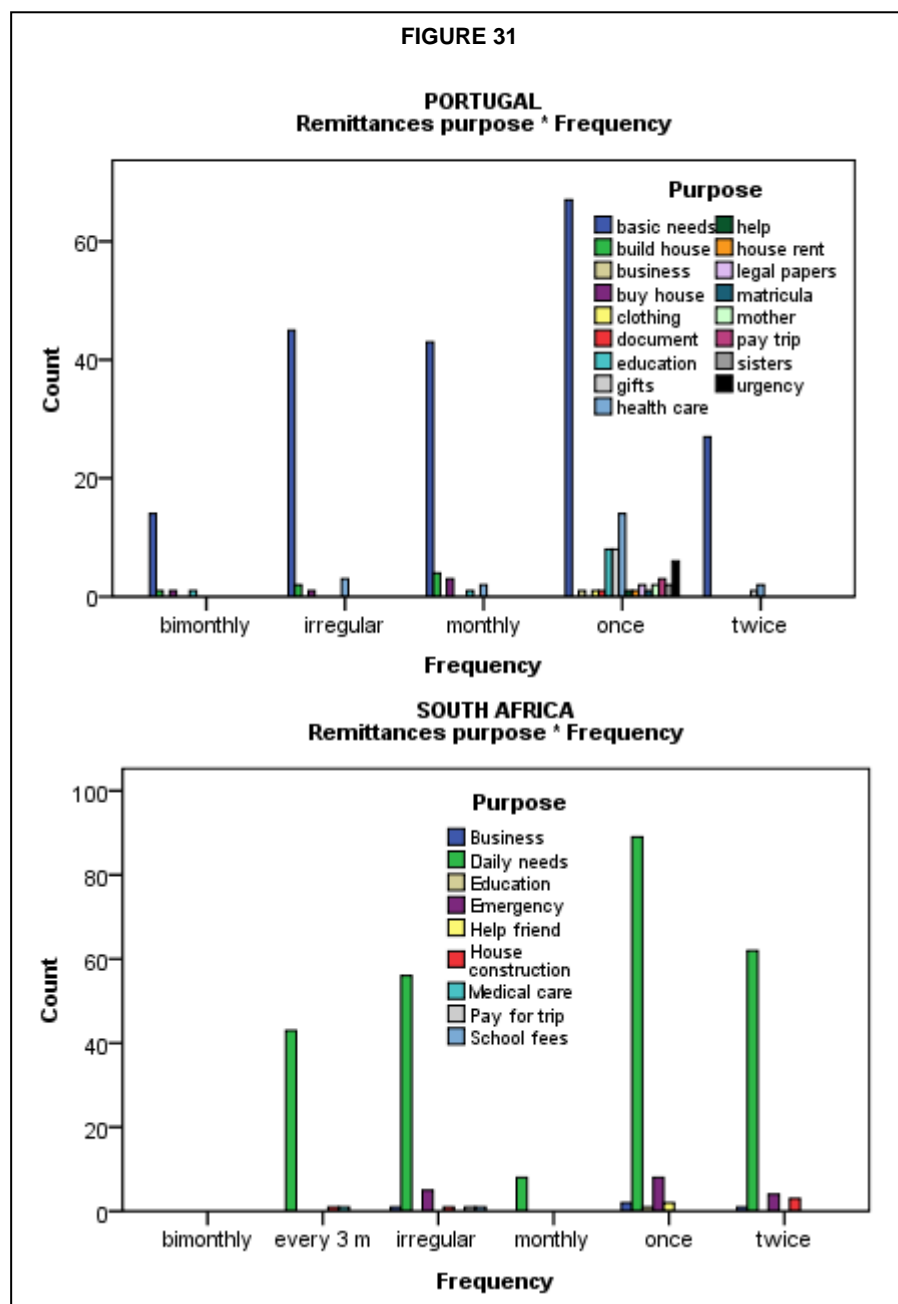 FIGURE 31
PORTUGAL
Remittances purpose * Frequency
Purpose
basic needs
build house
business
buy house
clothing
document
education
gifts
health care
help
house rent
legal papers
matricula
mother
pay trip
sisters
urgency
Count
60
40
20
0
bimonthly irregular monthly once twice
Frequency
SOUTH AFRICA
Remittances purpose * Frequency
Purpose
Business
Daily needs
Education
Emergency
Help friend
House
construction
Medical care
Pay for trip
School fees
Count
100
80
60
40
20
0
bimonthly every 3 m irregular monthly once twice
Frequency